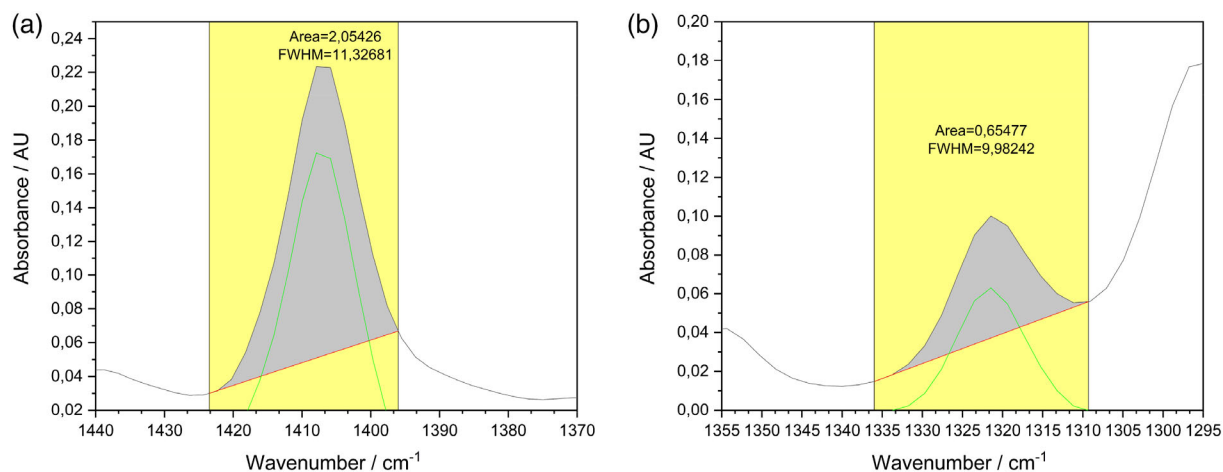 (a)
Area=2,05426
FWHM=11,32681
0,24
0,22
0,20
0,18
0,16
0,14
0,12
0,10
0,08
0,06
0,04
0,02
Absorbance / AU
1440 1430 1420 1410 1400 1390 1380 1370
Wavenumber / cm⁻¹
(b)
Area=0,65477
FWHM=9,98242
0,20
0,18
0,16
0,14
0,12
0,10
0,08
0,06
0,04
0,02
0,00
Absorbance / AU
1355 1350 1345 1340 1335 1330 1325 1320 1315 1310 1305 1300 1295
Wavenumber / cm⁻¹